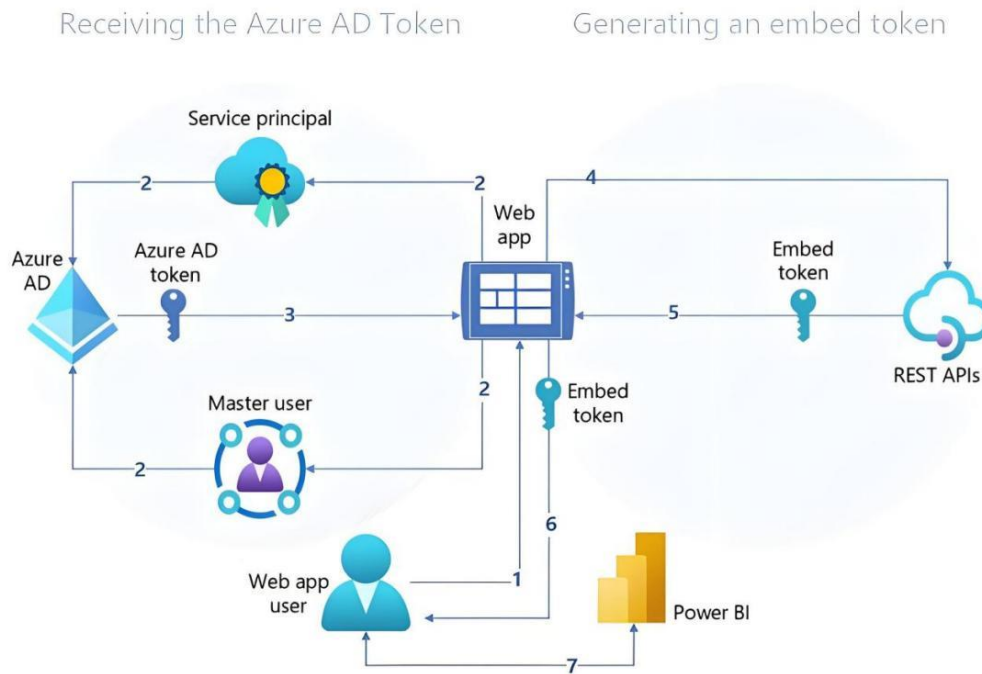 Receiving the Azure AD Token
Generating an embed token
Service principal
2
2
4
Web
app
Azure
AD
Azure AD
token
Embed
token
3
5
REST APIs
Master user
2
Embed
token
2
6
Web app
user
1
Power BI
7